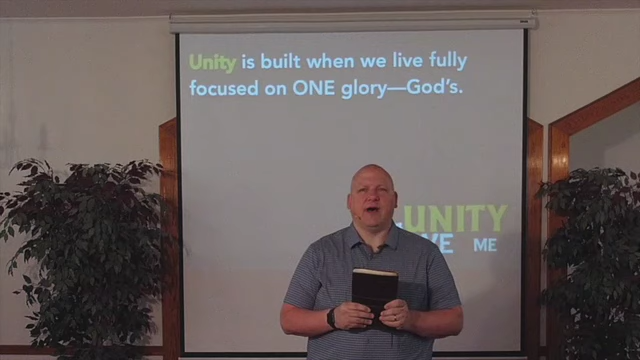 Unity is built when we live fully
focused on ONE glory—God's.
UNITY
ME